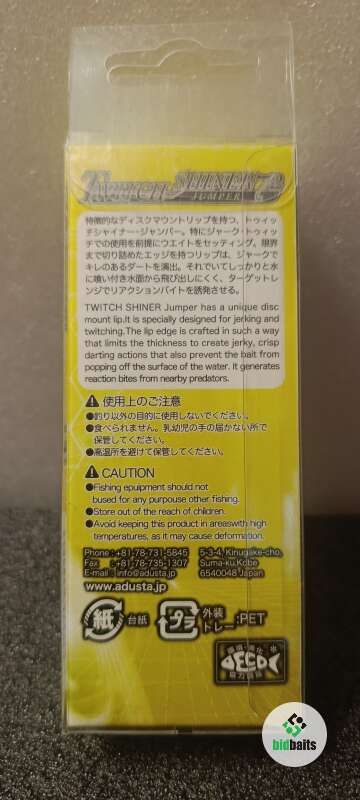 TWITCH SHINER 7
JUMPER
特徴的なディスクマウントリップを持つ、トゥィッ
チシャイナー・ジャンパー。特にジャーク・トゥィッ
チでの使用を前提にウエイトをセッティング。限界
まで切り詰めたエッジを持つリップは、ジャークで
キレのあるダートを演出。それでいてしっかりと水
に喰い付き水面から飛び出しにくく、ターゲットレ
ンジでリアクションバイトを誘発させる。
TWITCH SHINER Jumper has a unique disc
mount lip.It is specially designed for jerking and
twitching.The lip edge is crafted in such a way
that limits the thickness to create jerky, crisp
darting actions that also prevent the bait from
popping off the surface of the water. It generates
reaction bites from nearby predators.
使用上のご注意
●釣り以外の目的に使用しないでください。
●食べられません。乳幼児の手の届かない所で
保管してください。
●高温所を避けて保管してください。
CAUTION
●Fishing epuipment should not
bused for any purpouse other fishing.
●Store out of the reach of children.
●Avoid keeping this product in areaswith high
temperatures, as it may cause deformation.
Phone : +81-78-731-5845 5-3-4, Kinugake-cho,
Fax : +81-78-735-1307 Suma-ku,Kobe
E-mail : info@adusta.jp 6540048 Japan
www.adusta.jp
紙 台紙 プラ 外装 :PET
トレー
環境・浄化
ECO
協力商品
bidbaits